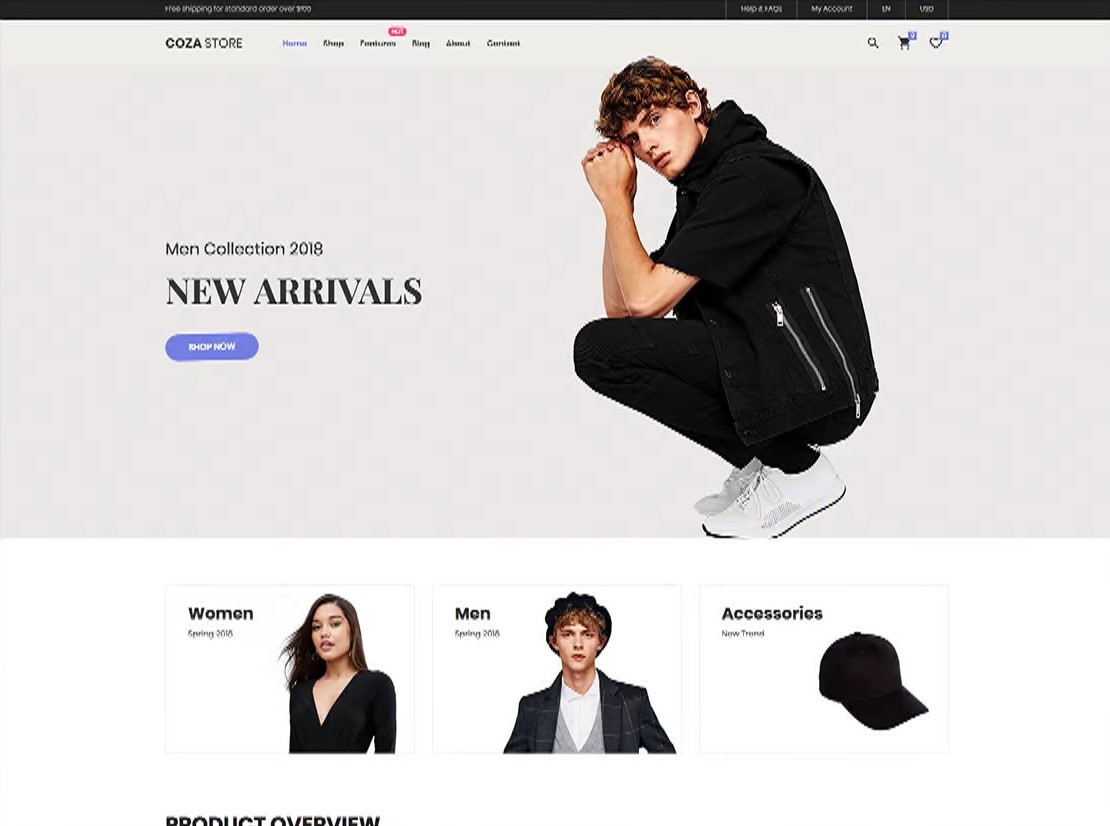 Free shipping for standard order over $100
Help & FAQs
My Account
EN
USD
COZA STORE
Home
Shop
Features
HOT
Blog
About
Contact
Men Collection 2018
NEW ARRIVALS
SHOP NOW
Women
Spring 2018
Men
Spring 2018
Accessories
New Trend
PRODUCT OVERVIEW